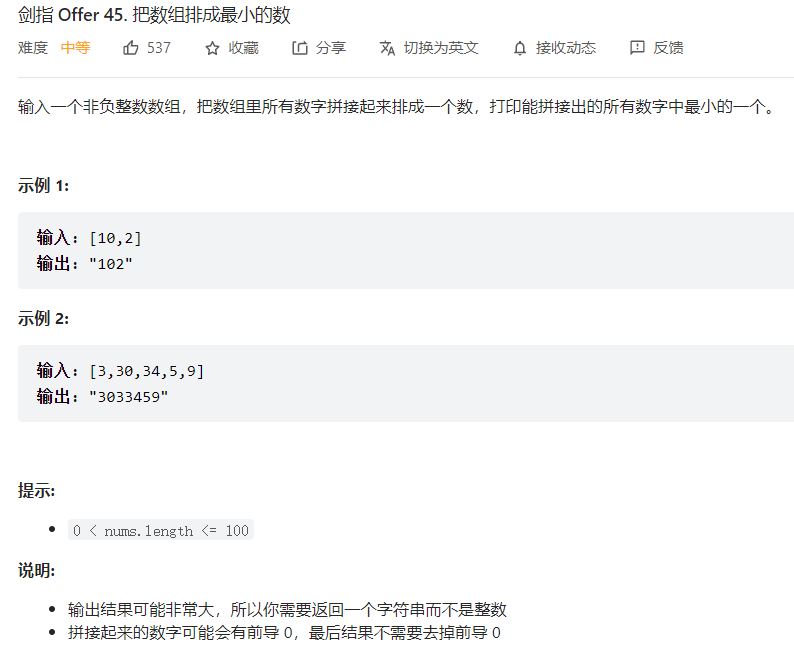 剑指 Offer 45. 把数组排成最小的数
难度 中等 537 收藏 分享 切换为英文 接收动态 反馈
输入一个非负整数数组，把数组里所有数字拼接起来排成一个数，打印能拼接出的所有数字中最小的一个。
示例 1:
输入: [10,2]
输出: "102"
示例 2:
输入: [3,30,34,5,9]
输出: "3033459"
提示:
0 < nums.length <= 100
说明:
输出结果可能非常大，所以你需要返回一个字符串而不是整数
拼接起来的数字可能会有前导 0，最后结果不需要去掉前导 0